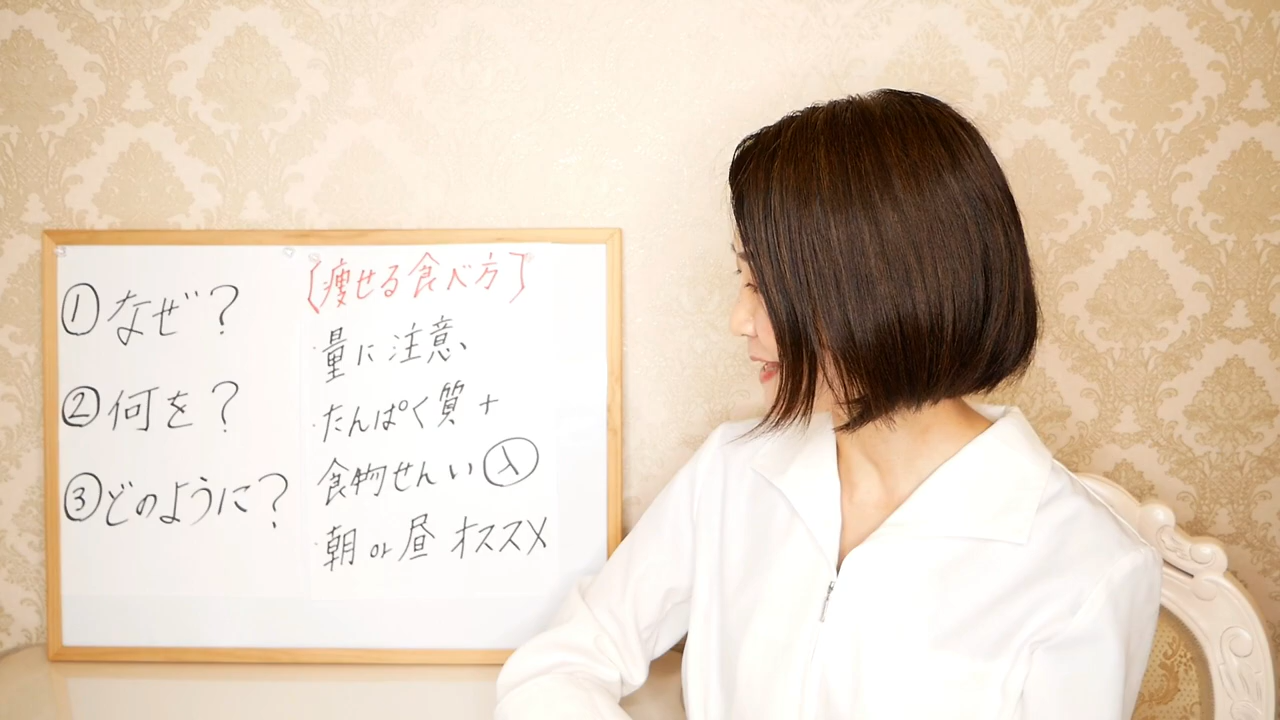 ①なぜ?
②何を?
③どのように?
[痩せる食べ方]
・量に注意、
・たんぱく質+
食物せんい入
・朝 or 昼 オススメ